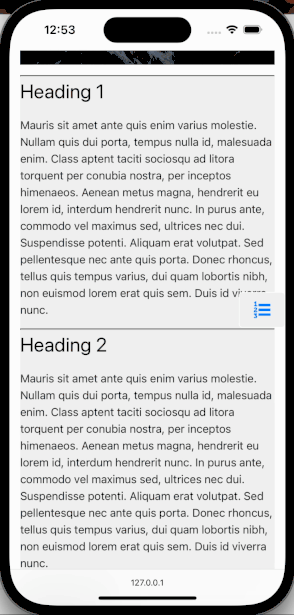 12:53
Heading 1
Mauris sit amet ante quis enim varius molestie.
Nullam quis dui porta, tempus nulla id, malesuada
enim. Class aptent taciti sociosqu ad litora
torquent per conubia nostra, per inceptos
himenaeos. Aenean metus magna, hendrerit eu
lorem id, interdum hendrerit nunc. In purus ante,
commodo vel maximus sed, ultrices nec dui.
Suspendisse potenti. Aliquam erat volutpat. Sed
pellentesque nec ante quis porta. Donec rhoncus,
tellus quis tempus varius, dui quam lobortis nibh,
non euismod lorem erat quis sem. Duis id viverra
nunc.
1
2
3
Heading 2
Mauris sit amet ante quis enim varius molestie.
Nullam quis dui porta, tempus nulla id, malesuada
enim. Class aptent taciti sociosqu ad litora
torquent per conubia nostra, per inceptos
himenaeos. Aenean metus magna, hendrerit eu
lorem id, interdum hendrerit nunc. In purus ante,
commodo vel maximus sed, ultrices nec dui.
Suspendisse potenti. Aliquam erat volutpat. Sed
pellentesque nec ante quis porta. Donec rhoncus,
tellus quis tempus varius, dui quam lobortis nibh,
non euismod lorem erat quis sem. Duis id viverra
nunc.
127.0.0.1